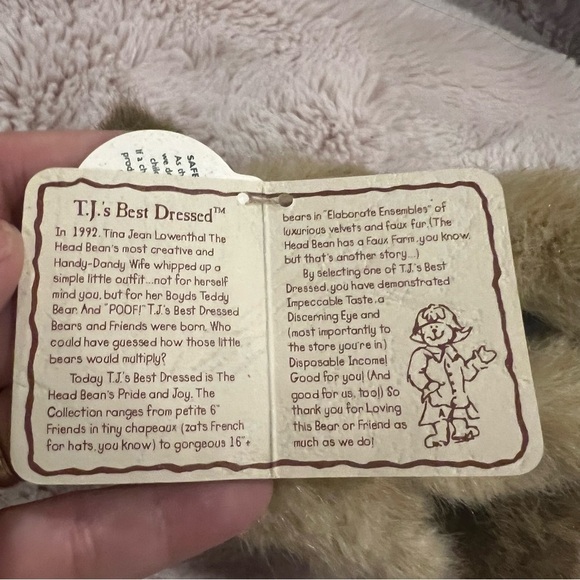 T.J.'s Best Dressed™
In 1992, Tina Jean Lowenthal The
Head Bean's most creative and
Handy-Dandy Wife whipped up a
simple little outfit...not for herself
mind you, but for her Boyds Teddy
Bear. And "POOF!" T.J.'s Best Dressed
Bears and Friends were born. Who
could have guessed how those little
bears would multiply?
Today T.J.'s Best Dressed is The
Head Bean's Pride and Joy. The
Collection ranges from petite 6"
Friends in tiny chapeaux (zats French
for hats, you know) to gorgeous 16"+
bears in "Elaborate Ensembles" of
luxurious velvets and faux fur. (The
Head Bean has a Faux Farm, you know,
but that's another story...)
By selecting one of T.J.'s Best
Dressed, you have demonstrated
Impeccable Taste, a
Discerning Eye and
(most importantly to
the store you're in)
Disposable Income!
Good for you! (And
good for us, too!) So
thank you for Loving
this Bear or Friend as
much as we do!
SAFE
As th
we d
chil
If a ch
prod